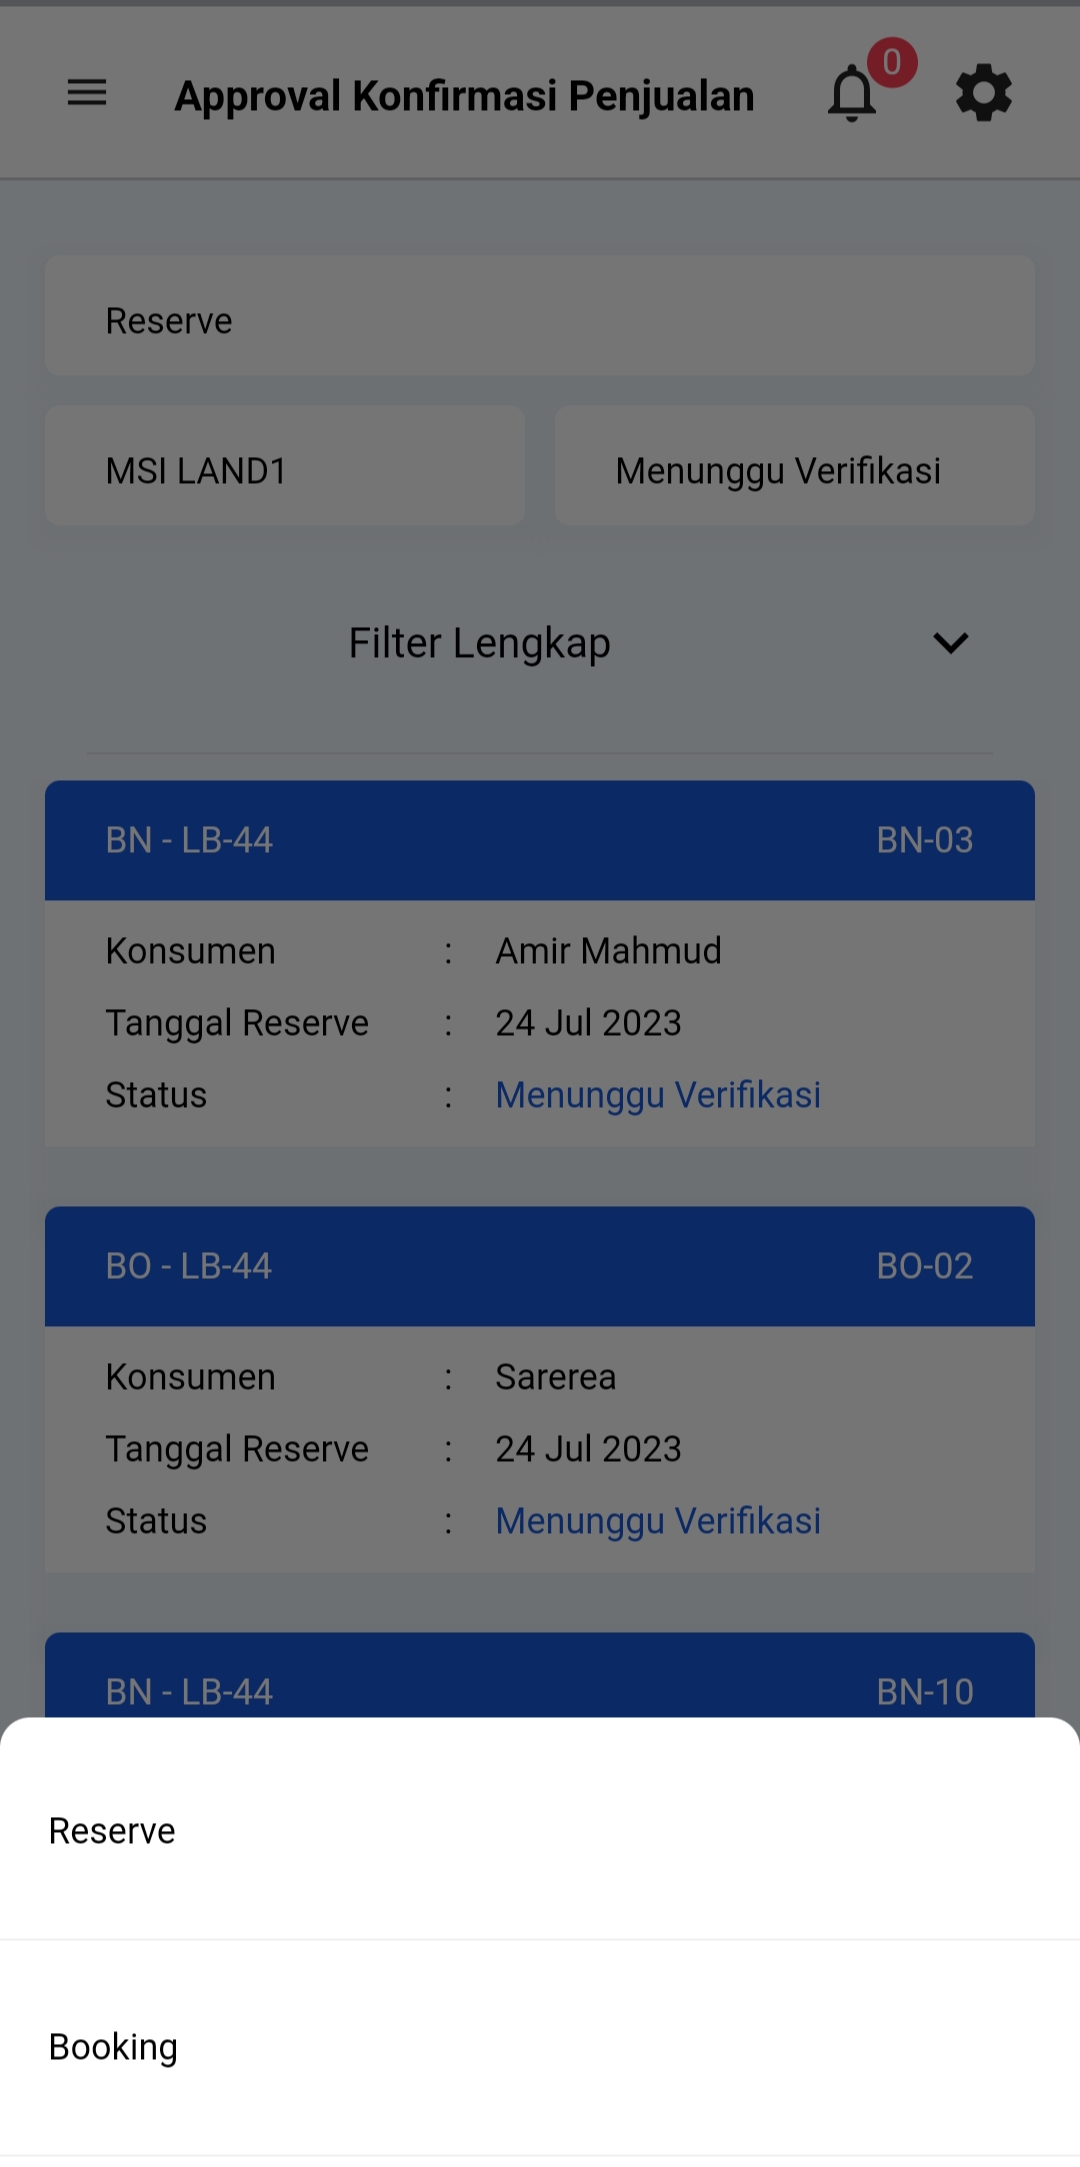 Approval Konfirmasi Penjualan 0
Reserve
MSI LAND1 Menunggu Verifikasi
Filter Lengkap
BN - LB-44 BN-03
Konsumen : Amir Mahmud
Tanggal Reserve : 24 Jul 2023
Status : Menunggu Verifikasi
BO - LB-44 BO-02
Konsumen : Sarerea
Tanggal Reserve : 24 Jul 2023
Status : Menunggu Verifikasi
BN - LB-44 BN-10
Reserve
Booking